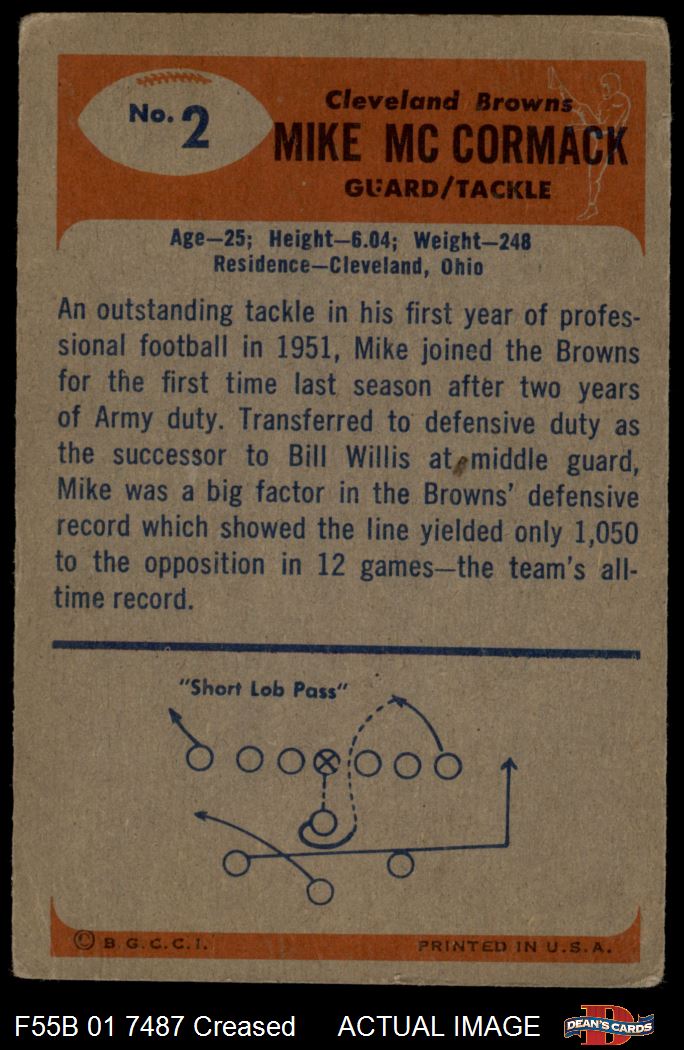 No. 2
Cleveland Browns
MIKE MC CORMACK
GUARD/TACKLE
Age—25; Height—6.04; Weight—248
Residence—Cleveland, Ohio
An outstanding tackle in his first year of profes-
sional football in 1951, Mike joined the Browns
for the first time last season after two years
of Army duty. Transferred to defensive duty as
the successor to Bill Willis at middle guard,
Mike was a big factor in the Browns' defensive
record which showed the line yielded only 1,050
to the opposition in 12 games—the team's all-
time record.
"Short Lob Pass"
© B.G.C.C.I.
PRINTED IN U.S.A.
F55B 01 7487 Creased ACTUAL IMAGE
D
DEAN'S CARDS